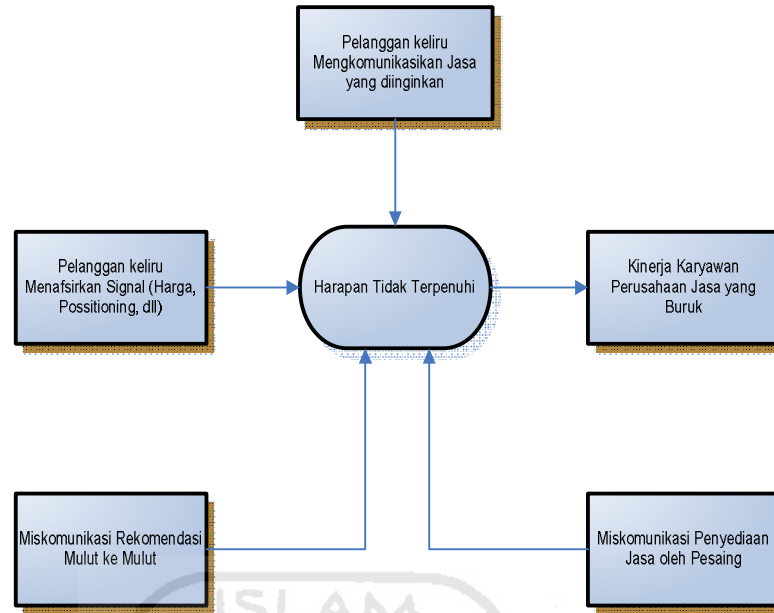 Pelanggan keliru
Mengkomunikasikan Jasa
yang diinginkan
Pelanggan keliru
Menafsirkan Signal (Harga,
Possitioning, dll)
Harapan Tidak Terpenuhi
Kinerja Karyawan
Perusahaan Jasa yang
Buruk
Miskomunikasi Rekomendasi
Mulut ke Mulut
Miskomunikasi Penyediaan
Jasa oleh Pesaing
ISLAM